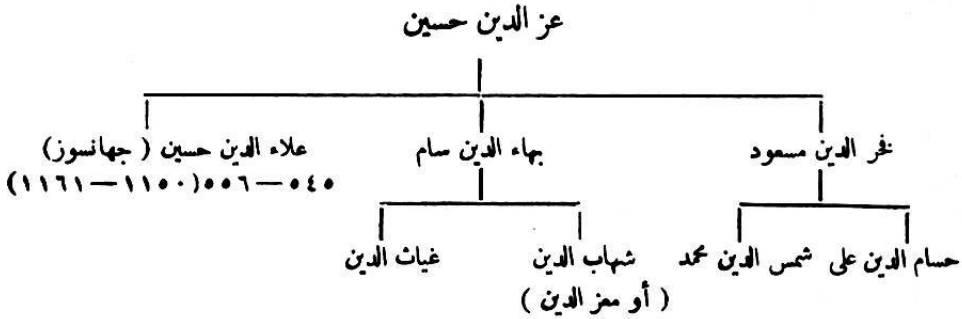 عز الدين حسين
فخر الدين مسعود
بهاء الدين سام
علاء الدين حسين ( جهانسوز)
٥٤٥ — ٥٥٦(١١٥٠—١١٦١)
حسام الدين على
شمس الدين محمد
شهاب الدين
( أو معز الدين )
غياث الدين